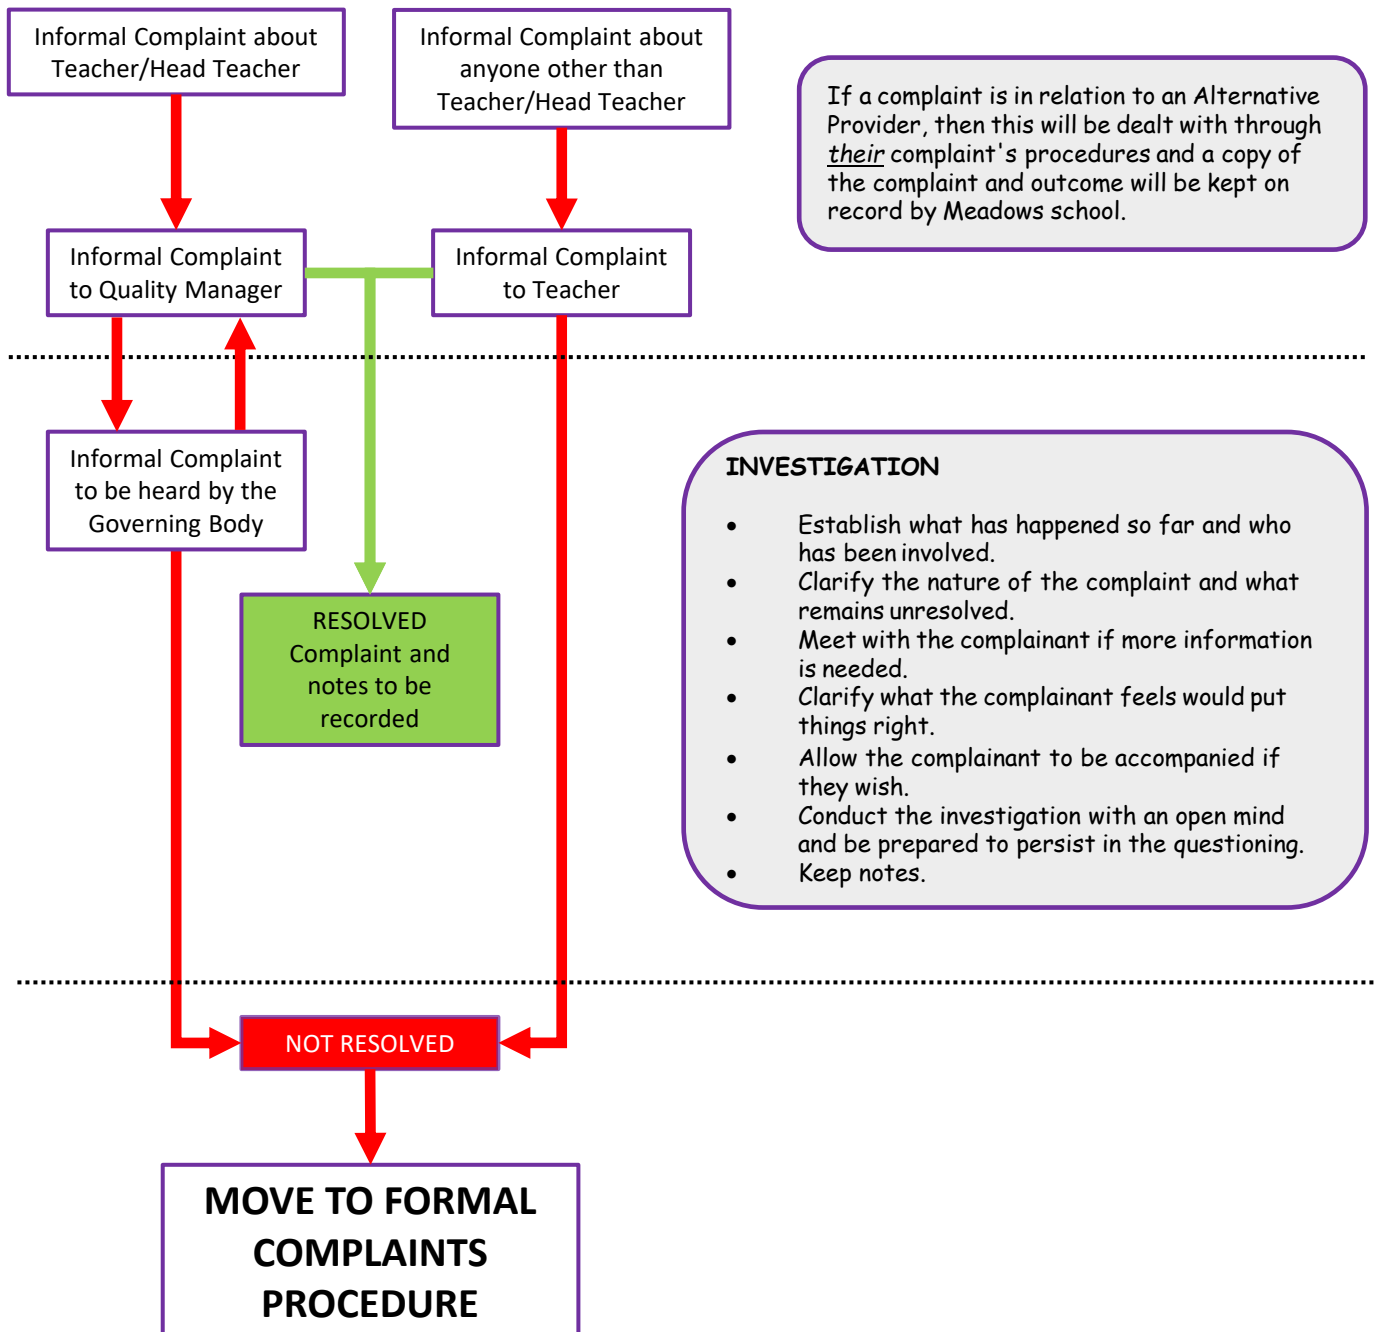 Informal Complaint about
Teacher/Head Teacher
Informal Complaint about
anyone other than
Teacher/Head Teacher
If a complaint is in relation to an Alternative
Provider, then this will be dealt with through
their complaint's procedures and a copy of
the complaint and outcome will be kept on
record by Meadows school.
Informal Complaint
to Quality Manager
Informal Complaint
to Teacher
Informal Complaint
to be heard by the
Governing Body
RESOLVED
Complaint and
notes to be
recorded
INVESTIGATION
• Establish what has happened so far and who
has been involved.
• Clarify the nature of the complaint and what
remains unresolved.
• Meet with the complainant if more information
is needed.
• Clarify what the complainant feels would put
things right.
• Allow the complainant to be accompanied if
they wish.
• Conduct the investigation with an open mind
and be prepared to persist in the questioning.
• Keep notes.
NOT RESOLVED
MOVE TO FORMAL
COMPLAINTS
PROCEDURE